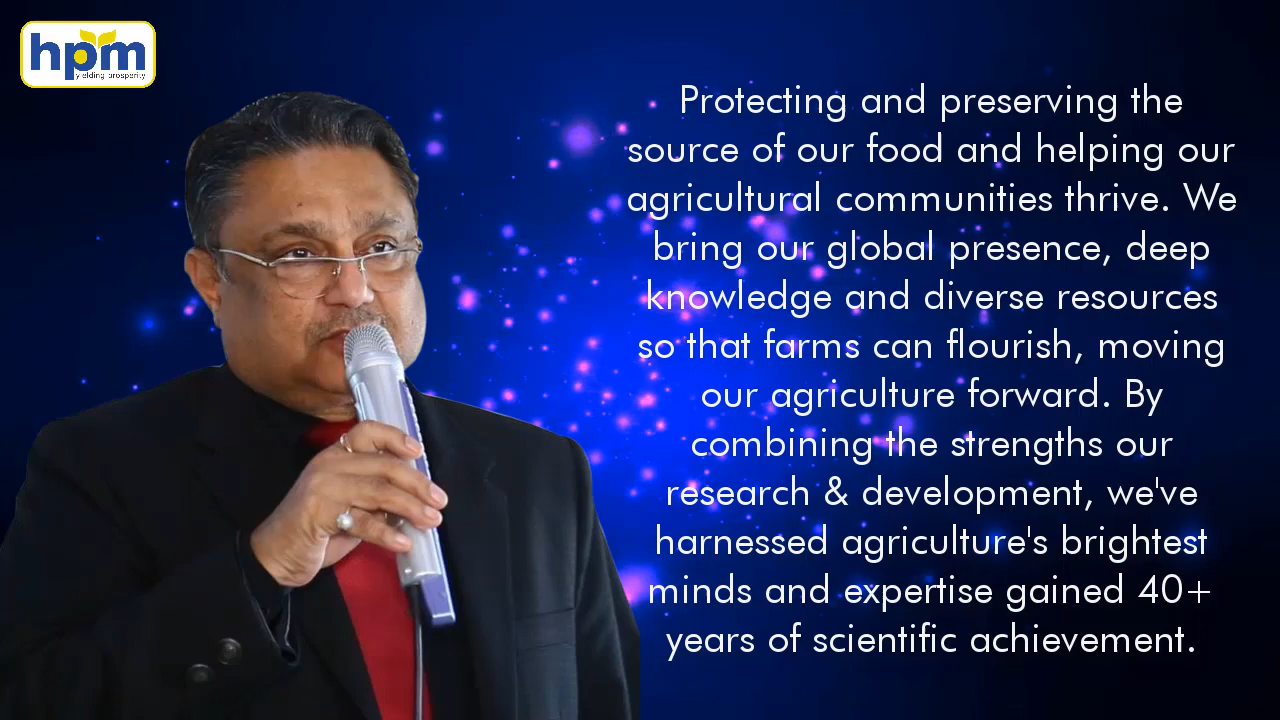 hpm
yielding prosperity
Protecting and preserving the
source of our food and helping our
agricultural communities thrive. We
bring our global presence, deep
knowledge and diverse resources
so that farms can flourish, moving
our agriculture forward. By
combining the strengths our
research & development, we've
harnessed agriculture's brightest
minds and expertise gained 40+
years of scientific achievement.